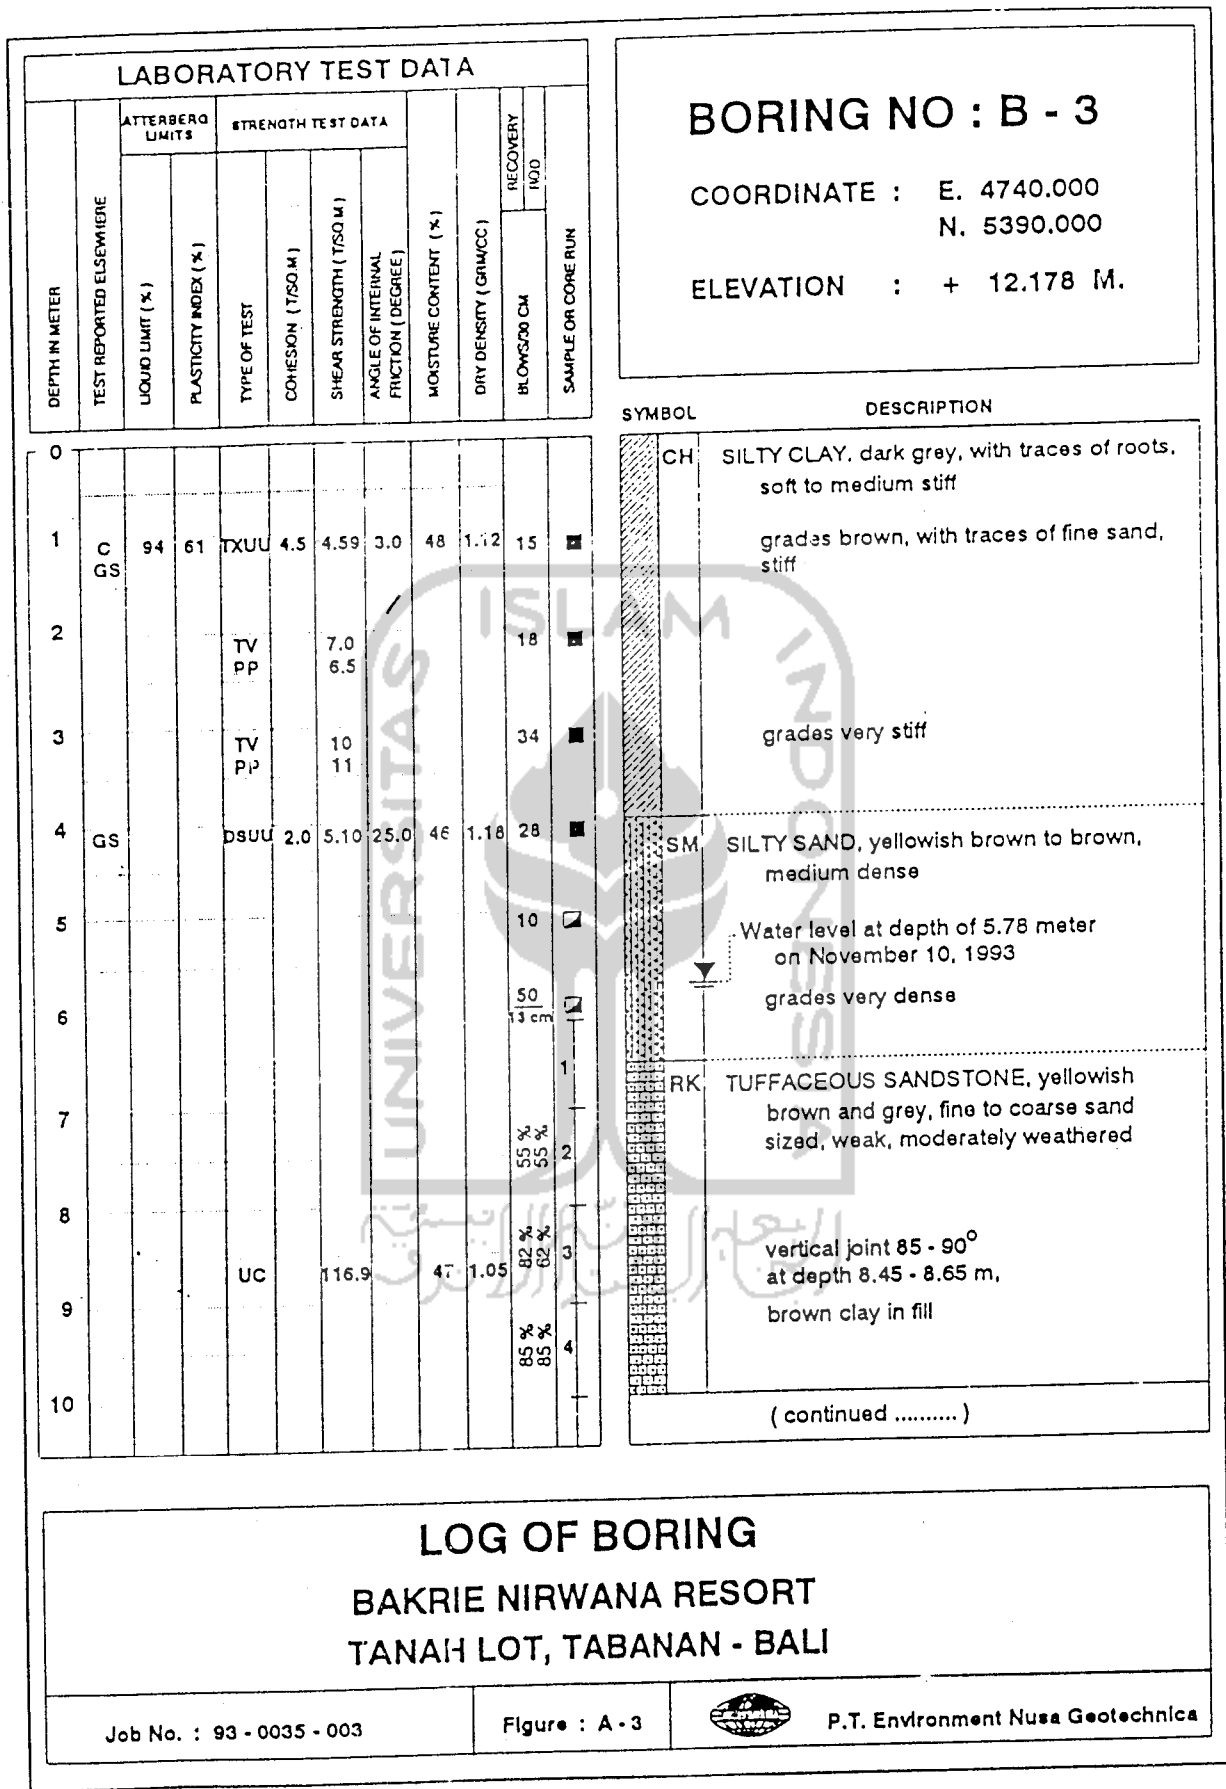 LABORATORY TEST DATA
DEPTH IN METER
TEST REPORTED ELSEWHERE
ATTERBERG
LIMITS
LIQUID LIMIT (%)
PLASTICITY INDEX (%)
STRENGTH TEST DATA
TYPE OF TEST
COHESION (T/SQ.M)
SHEAR STRENGTH (T/SQ.M)
ANGLE OF INTERNAL
FRICTION (DEGREE)
MOISTURE CONTENT (%)
DRY DENSITY (GRM/CC)
RECOVERY
RQD
BLOWS/30 CM
SAMPLE OR CORE RUN
BORING NO : B - 3
COORDINATE : E. 4740.000
N. 5390.000
ELEVATION : + 12.178 M.
SYMBOL DESCRIPTION
0
1 C 94 61 TXUU 4.5 4.59 3.0 48 1.12 15
GS
2 TV 7.0 18
PP 6.5
3 TV 10 34
PP 11
4 GS DSUU 2.0 5.10 25.0 46 1.18 28
5 10
6 50
13 cm
1
7
55 % 55 % 2
8
82 % 62 % 3
UC 116.9 47 1.05
9
85 % 85 % 4
10
CH SILTY CLAY, dark grey, with traces of roots,
soft to medium stiff
grades brown, with traces of fine sand,
stiff
grades very stiff
SM SILTY SAND, yellowish brown to brown,
medium dense
Water level at depth of 5.78 meter
on November 10, 1993
grades very dense
RK TUFFACEOUS SANDSTONE, yellowish
brown and grey, fine to coarse sand
sized, weak, moderately weathered
vertical joint 85 - 90°
at depth 8.45 - 8.65 m,
brown clay in fill
( continued .......... )
UNIVERSITAS ISLAM INDONESIA
LOG OF BORING
BAKRIE NIRWANA RESORT
TANAH LOT, TABANAN - BALI
Job No. : 93 - 0035 - 003
Figure : A - 3
P.T. Environment Nusa Geotechnica